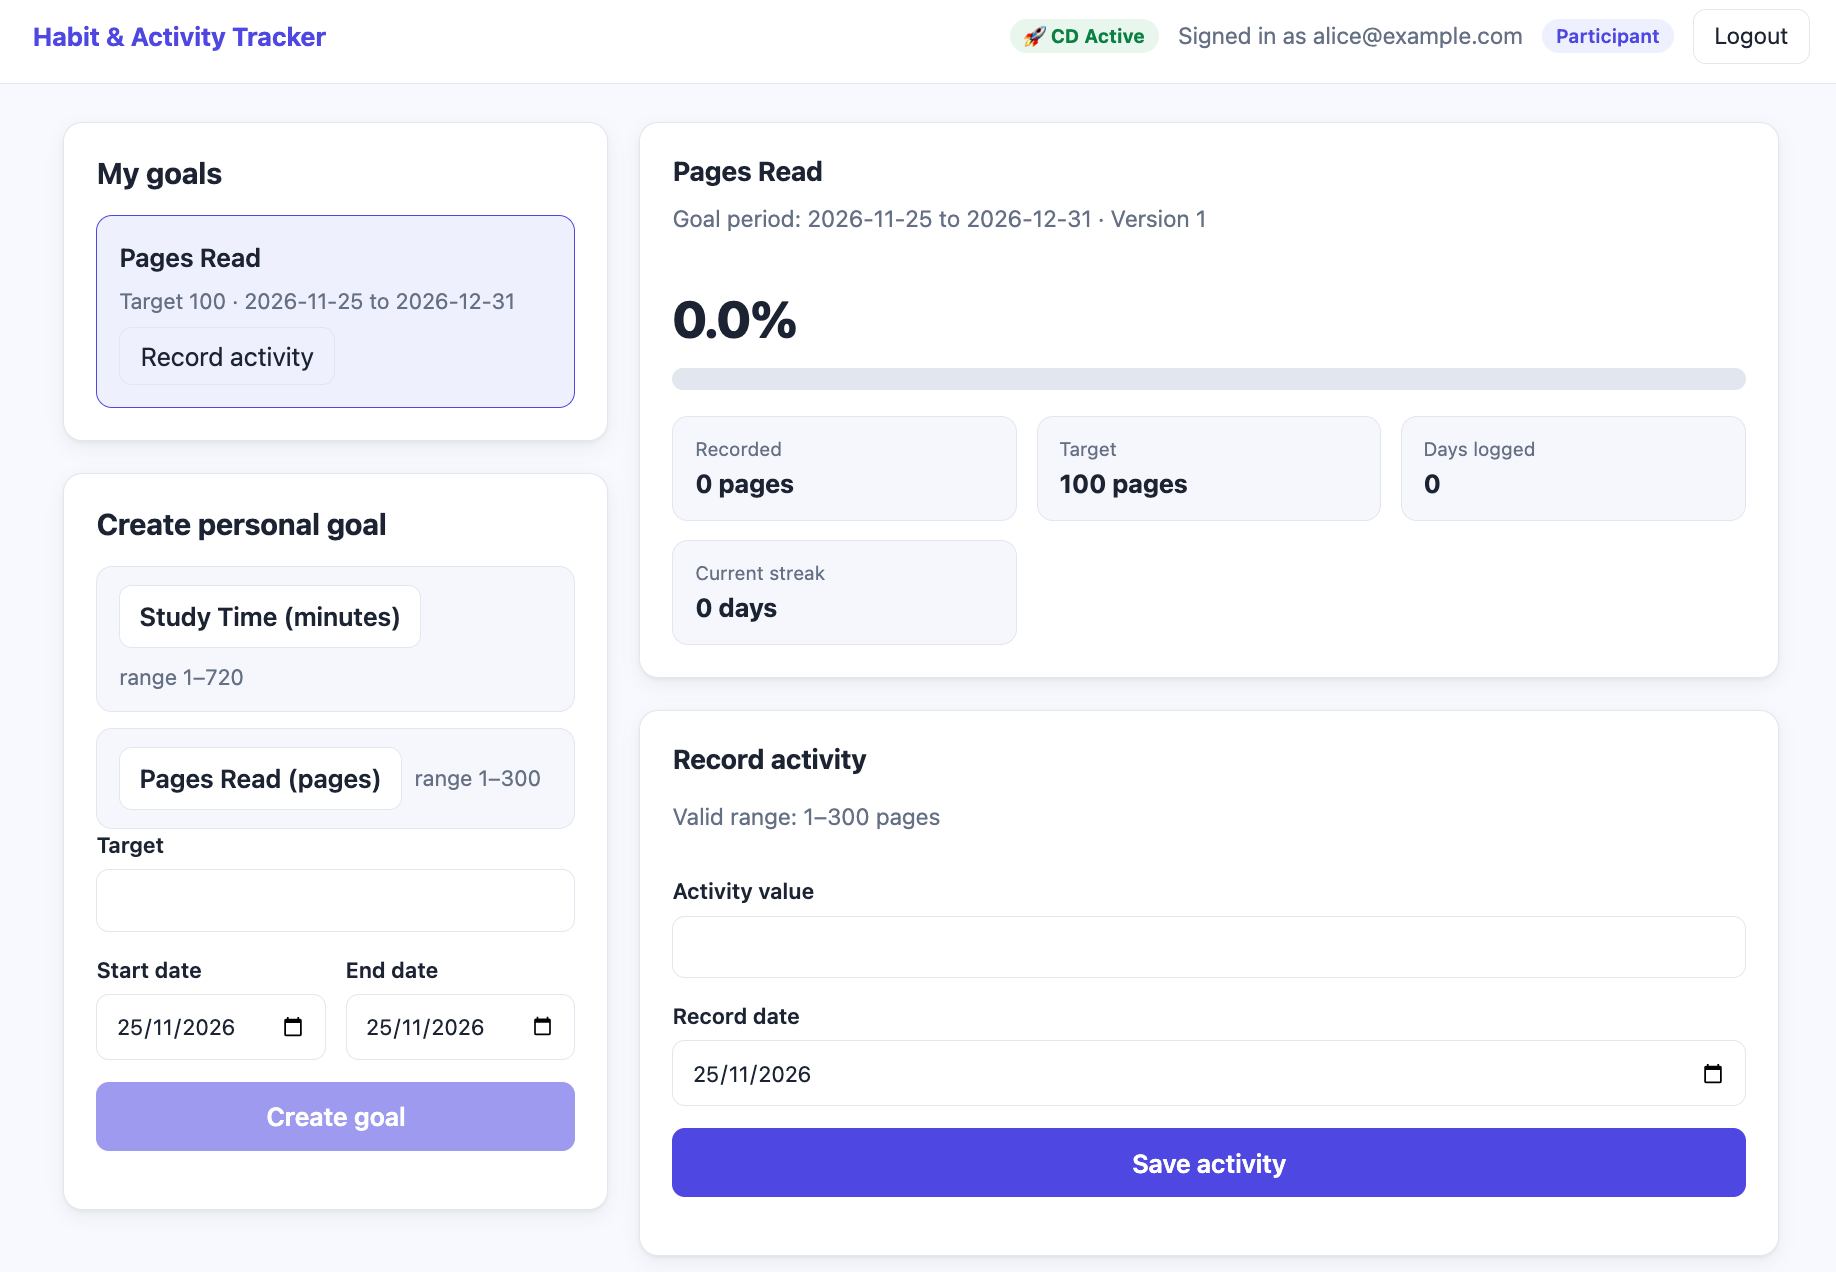 Habit & Activity Tracker
🚀 CD Active
Signed in as alice@example.com
Participant
Logout
My goals
Pages Read
Target 100 · 2026-11-25 to 2026-12-31
Record activity
Create personal goal
Study Time (minutes)
range 1–720
Pages Read (pages)
range 1–300
Target
Start date
End date
25/11/2026
25/11/2026
Create goal
Pages Read
Goal period: 2026-11-25 to 2026-12-31 · Version 1
0.0%
Recorded
0 pages
Target
100 pages
Days logged
0
Current streak
0 days
Record activity
Valid range: 1–300 pages
Activity value
Record date
25/11/2026
Save activity